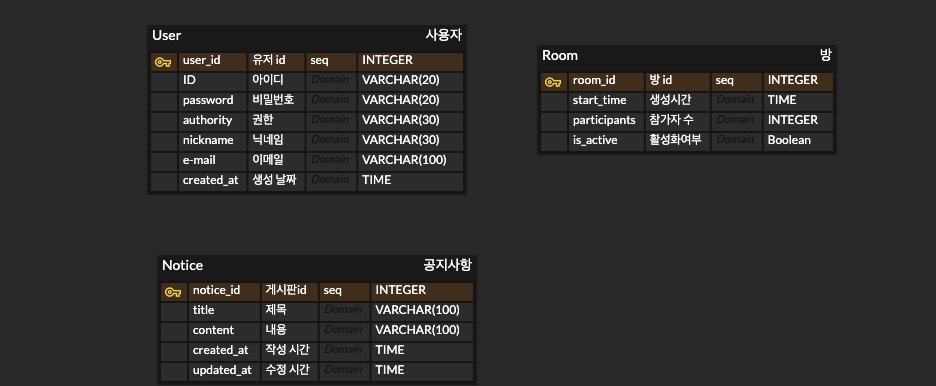 User 사용자
user_id 유저 id seq INTEGER
ID 아이디 Domain VARCHAR(20)
password 비밀번호 Domain VARCHAR(20)
authority 권한 Domain VARCHAR(30)
nickname 닉네임 Domain VARCHAR(30)
e-mail 이메일 Domain VARCHAR(100)
created_at 생성 날짜 Domain TIME
Room 방
room_id 방 id seq INTEGER
start_time 생성시간 Domain TIME
participants 참가자 수 Domain INTEGER
is_active 활성화여부 Domain Boolean
Notice 공지사항
notice_id 게시판id seq INTEGER
title 제목 Domain VARCHAR(100)
content 내용 Domain VARCHAR(100)
created_at 작성 시간 Domain TIME
updated_at 수정 시간 Domain TIME